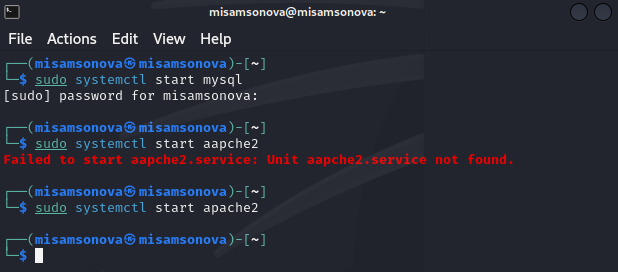 misamsonova@misamsonova: ~
File Actions Edit View Help
┌──(misamsonova㉿misamsonova)-[~]
└─$ sudo systemctl start mysql
[sudo] password for misamsonova:
┌──(misamsonova㉿misamsonova)-[~]
└─$ sudo systemctl start aapche2
Failed to start aapche2.service: Unit aapche2.service not found.
┌──(misamsonova㉿misamsonova)-[~]
└─$ sudo systemctl start apache2
┌──(misamsonova㉿misamsonova)-[~]
└─$